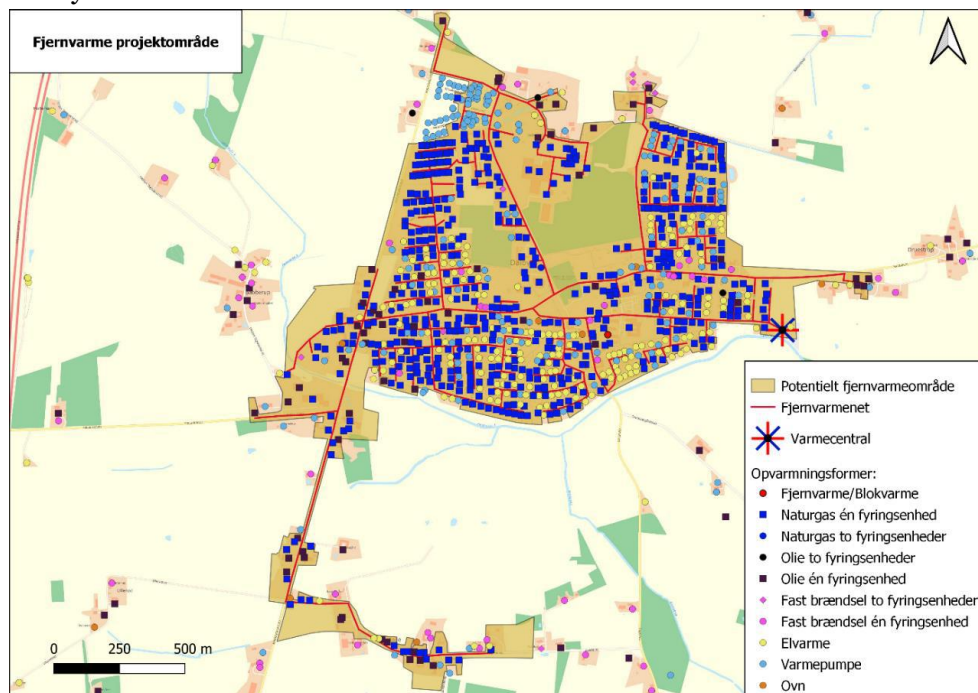 Fjernvarme projektområde
Potentielt fjernvarmeområde
Fjernvarmenet
Varmecentral
Opvarmningsformer:
Fjernvarme/Blokvarme
Naturgas én fyringsenhed
Naturgas to fyringsenheder
Olie to fyringsenheder
Olie én fyringsenhed
Fast brændsel to fyringsenheder
Fast brændsel én fyringsenhed
Elvarme
Varmepumpe
Ovn
0 250 500 m